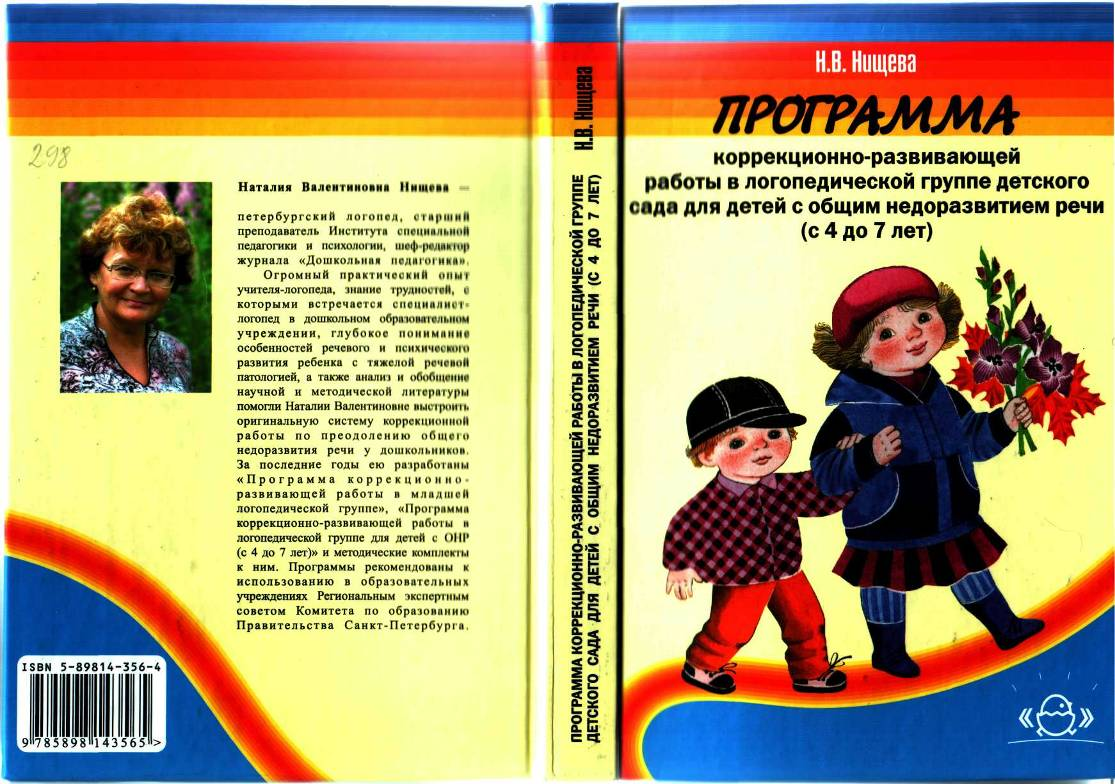 298
Наталия Валентиновна Нищева —
петербургский логопед, старший
преподаватель Института специальной
педагогики и психологии, шеф-редактор
журнала «Дошкольная педагогика».
Огромный практический опыт
учителя-логопеда, знание трудностей, с
которыми встречается специалист-
логопед в дошкольном образовательном
учреждении, глубокое понимание
особенностей речевого и психического
развития ребенка с тяжелой речевой
патологией, а также анализ и обобщение
научной и методической литературы
помогли Наталии Валентиновне выстроить
оригинальную систему коррекционной
работы по преодолению общего
недоразвития речи у дошкольников.
За последние годы ею разработаны
«Программа коррекционно-
развивающей работы в младшей
логопедической группе», «Программа
коррекционно-развивающей работы в
логопедической группе для детей с ОНР
(с 4 до 7 лет)» и методические комплекты
к ним. Программы рекомендованы к
использованию в образовательных
учреждениях Региональным экспертным
советом Комитета по образованию
Правительства Санкт-Петербурга.
ISBN 5-89814-356-4
9 785898 143565 >
Н.В. Нищева
ПРОГРАММА КОРРЕКЦИОННО-РАЗВИВАЮЩЕЙ РАБОТЫ В ЛОГОПЕДИЧЕСКОЙ ГРУППЕ
ДЕТСКОГО САДА ДЛЯ ДЕТЕЙ С ОБЩИМ НЕДОРАЗВИТИЕМ РЕЧИ (С 4 ДО 7 ЛЕТ)
Н.В. Нищева
ПРОГРАММА
коррекционно-развивающей
работы в логопедической группе детского
сада для детей с общим недоразвитием речи
(с 4 до 7 лет)